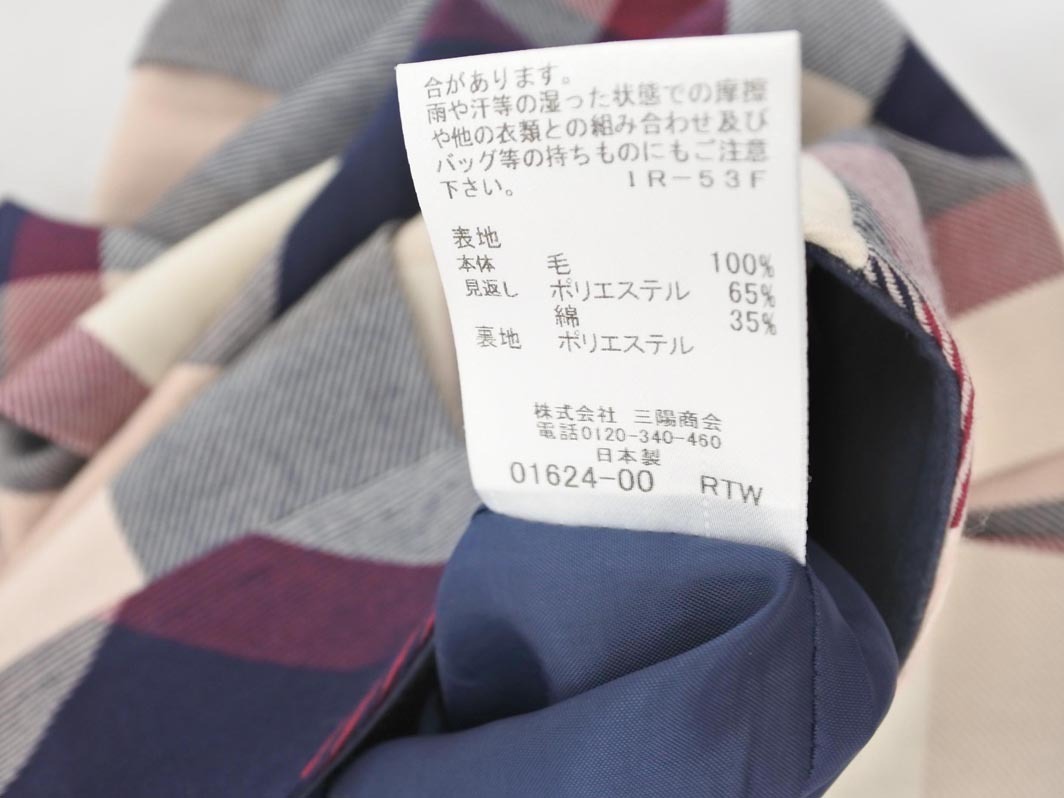 合があります。
雨や汗等の湿った状態での摩擦
や他の衣類との組み合わせ及び
バッグ等の持ちものにもご注意
下さい。 IR-53F
表地
本体 毛 100%
見返し ポリエステル 65%
綿 35%
裏地 ポリエステル
株式会社 三陽商会
電話0120-340-460
日本製
01624-00 RTW